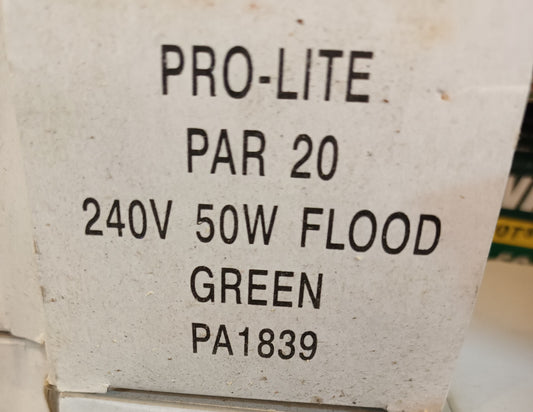 PRO-LITE
PAR 20
240V 50W FLOOD
GREEN
PA1839